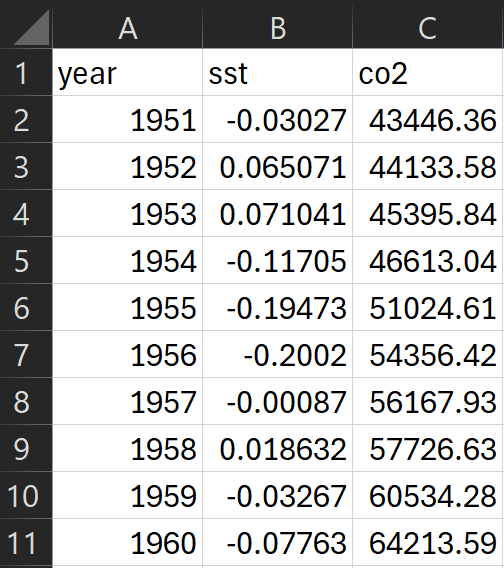 A B C
1 year sst co2
2 1951 -0.03027 43446.36
3 1952 0.065071 44133.58
4 1953 0.071041 45395.84
5 1954 -0.11705 46613.04
6 1955 -0.19473 51024.61
7 1956 -0.2002 54356.42
8 1957 -0.00087 56167.93
9 1958 0.018632 57726.63
10 1959 -0.03267 60534.28
11 1960 -0.07763 64213.59